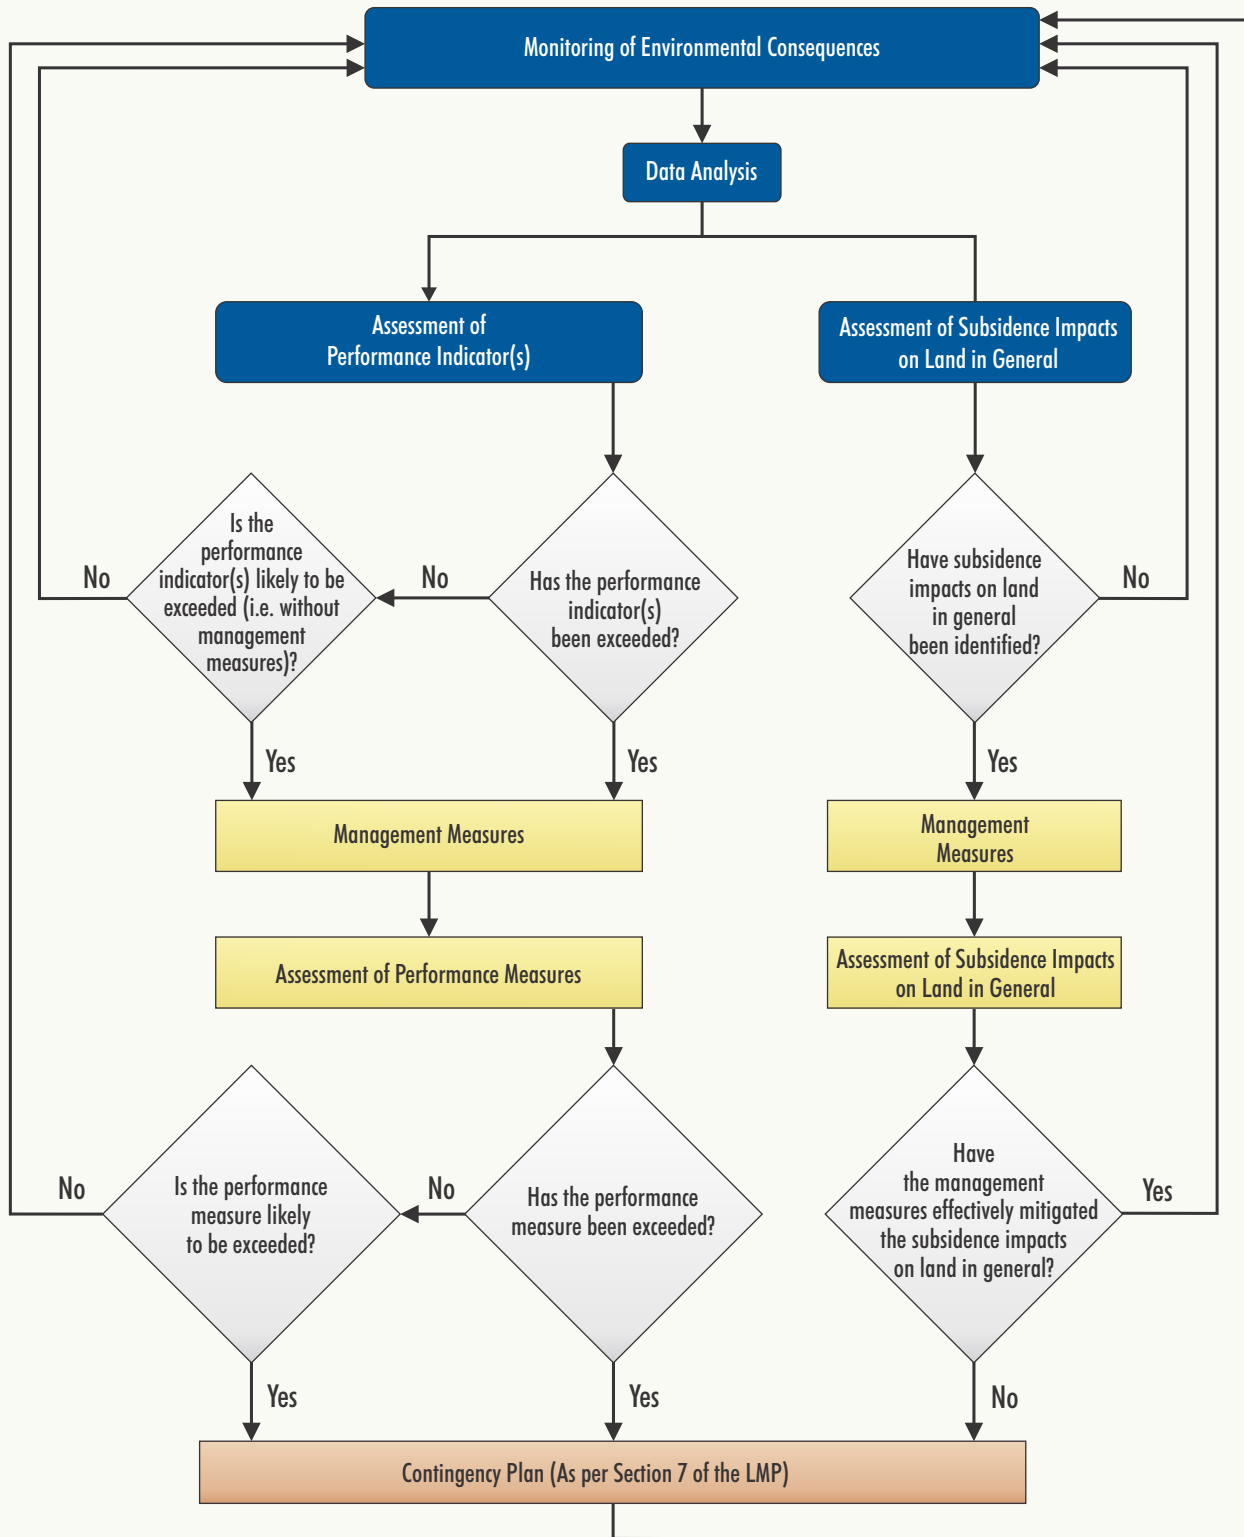 Monitoring of Environmental Consequences
Data Analysis
Assessment of
Performance Indicator(s)
Assessment of Subsidence Impacts
on Land in General
Is the
performance
indicator(s) likely to be
exceeded (i.e. without
management
measures)?
No
No
Has the performance
indicator(s)
been exceeded?
Have subsidence
impacts on land
in general
been identified?
No
Yes
Yes
Yes
Management Measures
Management
Measures
Assessment of Performance Measures
Assessment of Subsidence Impacts
on Land in General
No
Is the performance
measure likely
to be exceeded?
No
Has the performance
measure been exceeded?
Have
the management
measures effectively mitigated
the subsidence impacts
on land in general?
Yes
Yes
Yes
No
Contingency Plan (As per Section 7 of the LMP)